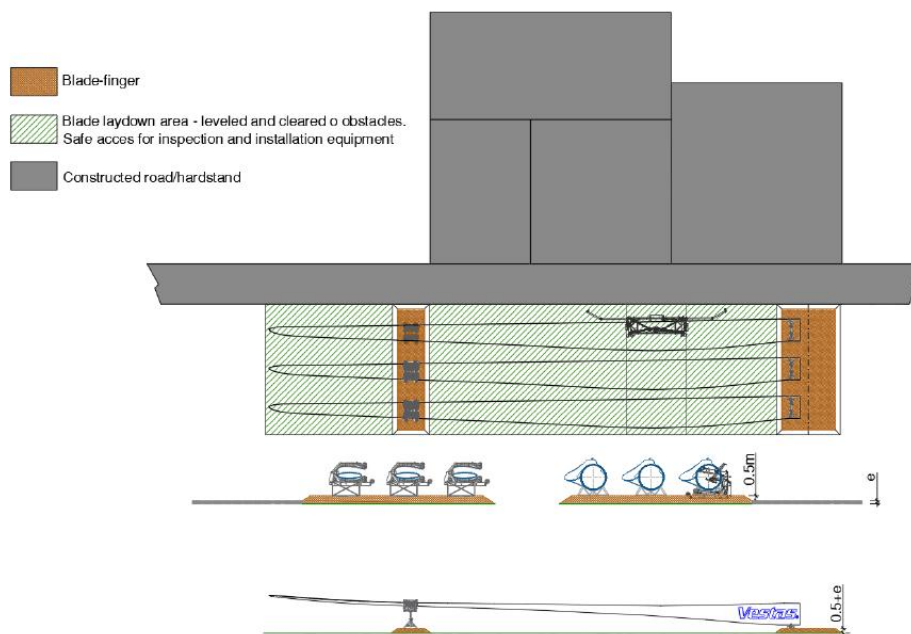 Blade-finger
Blade laydown area - leveled and cleared o obstacles.
Safe acces for inspection and installation equipment
Constructed road/hardstand
0.5m
e
Vestas
0.5+e